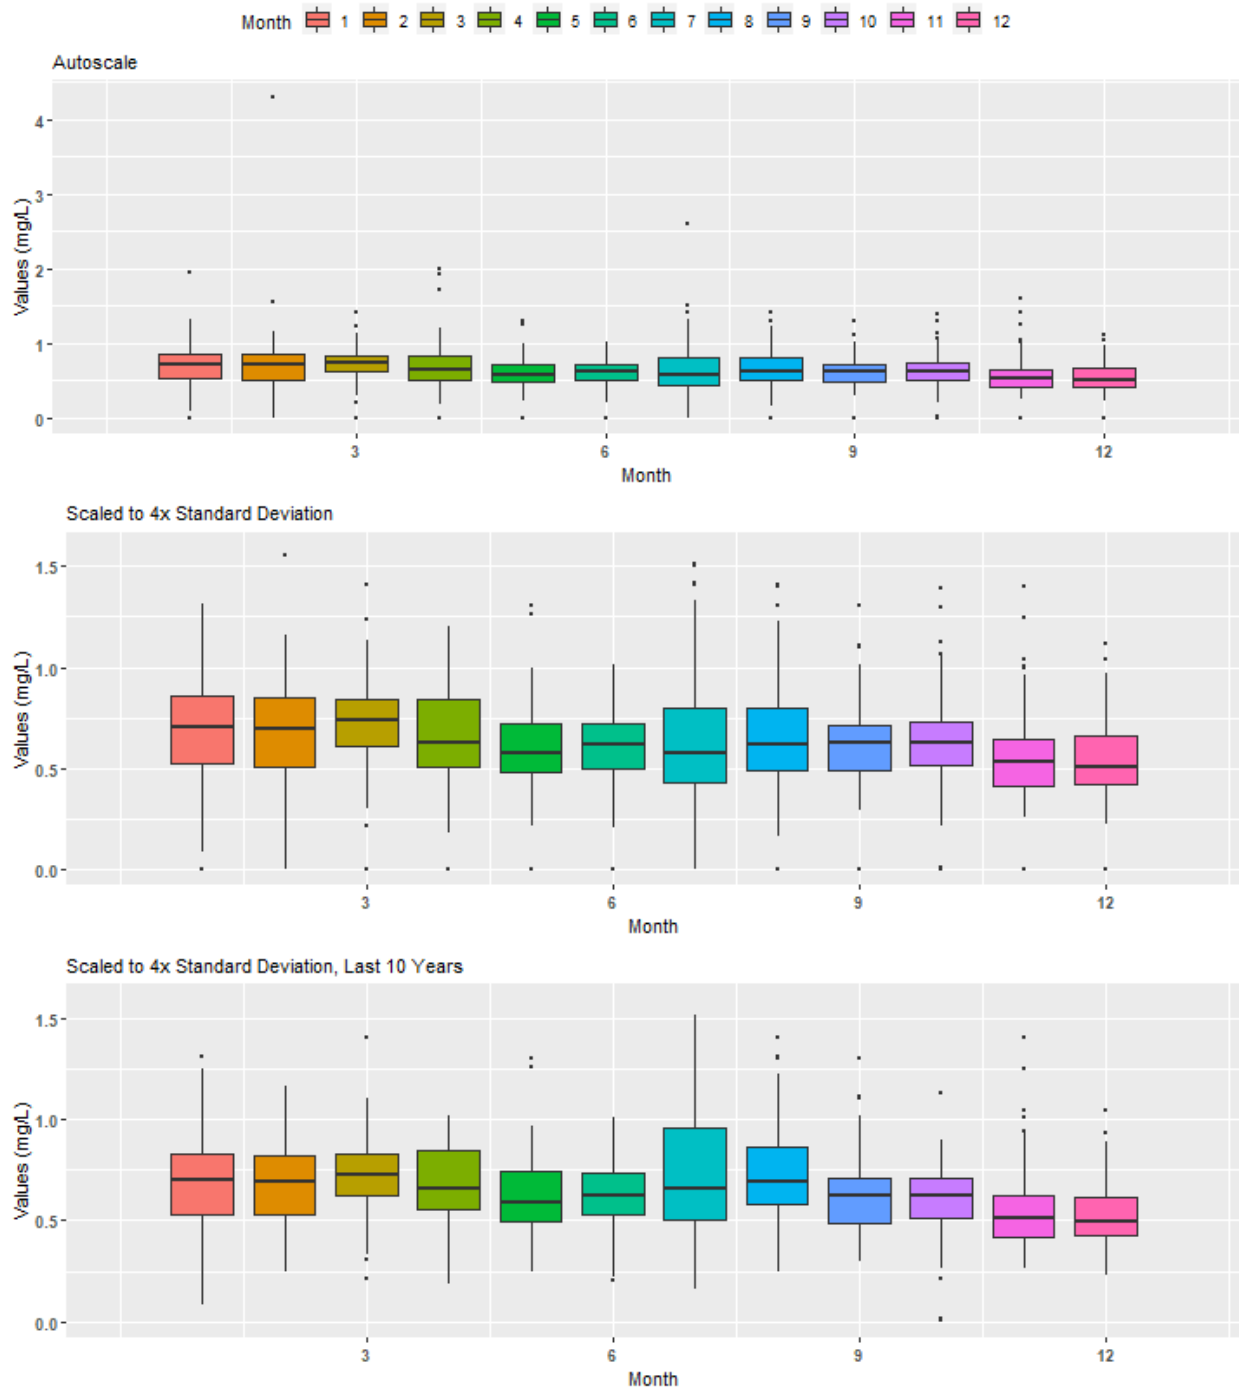 Month 1 2 3 4 5 6 7 8 9 10 11 12
Autoscale
Values (mg/L)
4
3
2
1
0
3 6 9 12
Month
Scaled to 4x Standard Deviation
Values (mg/L)
1.5
1.0
0.5
0.0
3 6 9 12
Month
Scaled to 4x Standard Deviation, Last 10 Years
Values (mg/L)
1.5
1.0
0.5
0.0
3 6 9 12
Month